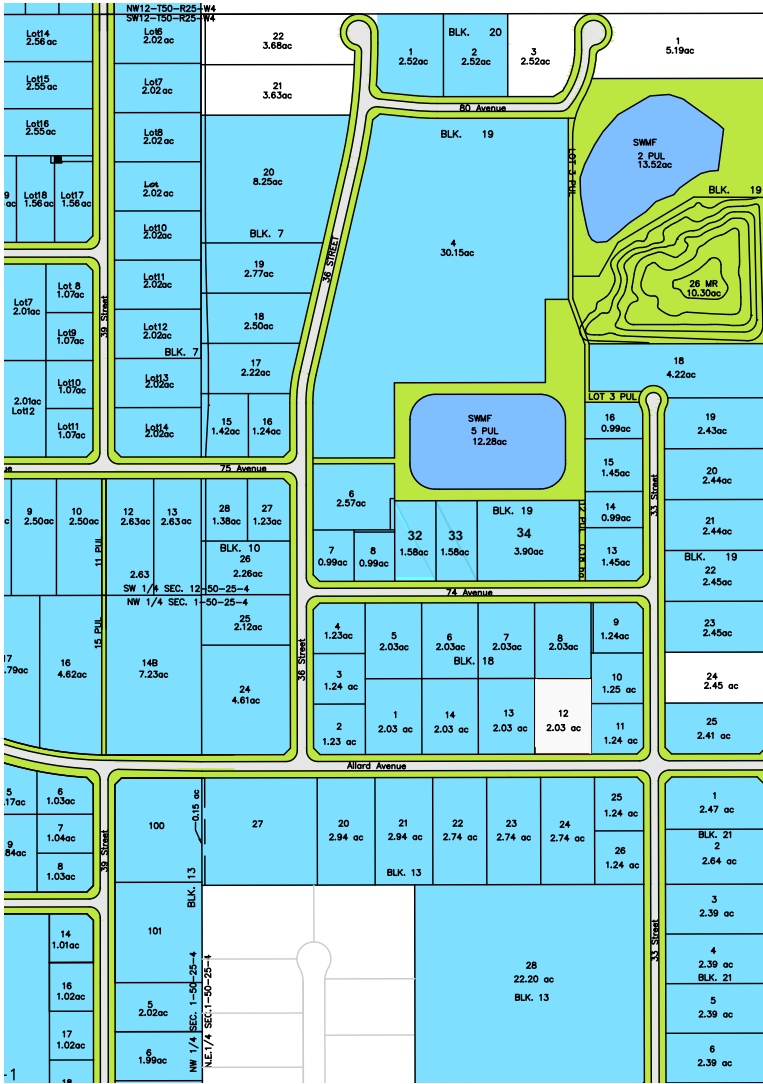 NW12-T50-R25-W4
SW12-T50-R25-W4
Lot14
2.56ac
Lot6
2.02ac
22
3.68ac
1
2.52ac
BLK. 20
2
2.52ac
3
2.52ac
1
5.19ac
Lot15
2.55ac
Lot7
2.02ac
21
3.63ac
80 Avenue
Lot16
2.55ac
Lot8
2.02ac
BLK. 19
SWMF
2 PUL
13.52ac
LOT 3 PUL
9
ac
Lot18
1.56ac
Lot17
1.56ac
Lot
2.02ac
20
8.25ac
BLK. 19
Lot10
2.02ac
BLK. 7
4
30.15ac
36 STREET
Lot7
2.01ac
Lot 8
1.07ac
Lot11
2.02ac
19
2.77ac
26 MR
10.30ac
39 Street
Lot9
1.07ac
Lot12
2.02ac
BLK. 7
18
2.50ac
2.01ac
Lot12
Lot10
1.07ac
Lot13
2.02ac
17
2.22ac
18
4.22ac
LOT 3 PUL
Lot11
1.07ac
Lot14
2.02ac
15
1.42ac
16
1.24ac
SWMF
5 PUL
12.28ac
16
0.99ac
19
2.43ac
75 Avenue
15
1.45ac
20
2.44ac
33 Street
9
2.50ac
10
2.50ac
12
2.63ac
13
2.63ac
28
1.38ac
27
1.23ac
6
2.57ac
BLK. 19
14
0.99ac
21
2.44ac
11 PUL
2.63
BLK. 10
26
2.26ac
7
0.99ac
8
0.99ac
32
1.58ac
33
1.58ac
34
3.90ac
13
1.45ac
BLK. 19
22
2.45ac
SW 1/4 SEC. 12-50-25-4
NW 1/4 SEC. 1-50-25-4
74 Avenue
15 PUL
25
2.12ac
4
1.23ac
5
2.03ac
6
2.03ac
7
2.03ac
8
2.03ac
BLK. 18
9
1.24ac
23
2.45ac
.79ac
16
4.62ac
14B
7.23ac
24
4.61ac
36 Street
3
1.24 ac
10
1.25 ac
24
2.45 ac
2
1.23 ac
1
2.03 ac
14
2.03 ac
13
2.03 ac
12
2.03 ac
11
1.24 ac
25
2.41 ac
Allard Avenue
5
.17ac
6
1.03ac
7
1.04ac
9
.84ac
8
1.03ac
39 Street
100
0.15 ac
27
20
2.94 ac
21
2.94 ac
22
2.74 ac
23
2.74 ac
24
2.74 ac
BLK. 13
25
1.24 ac
26
1.24 ac
1
2.47 ac
BLK. 21
2
2.64 ac
BLK. 13
101
3
2.39 ac
33 Street
14
1.01ac
4
2.39 ac
BLK. 21
16
1.02ac
5
2.02ac
NW 1/4 SEC. 1-50-25-4
N.E.1/4 SEC.1-50-25-4
28
22.20 ac
BLK. 13
5
2.39 ac
17
1.02ac
6
1.99ac
6
2.39 ac
-1